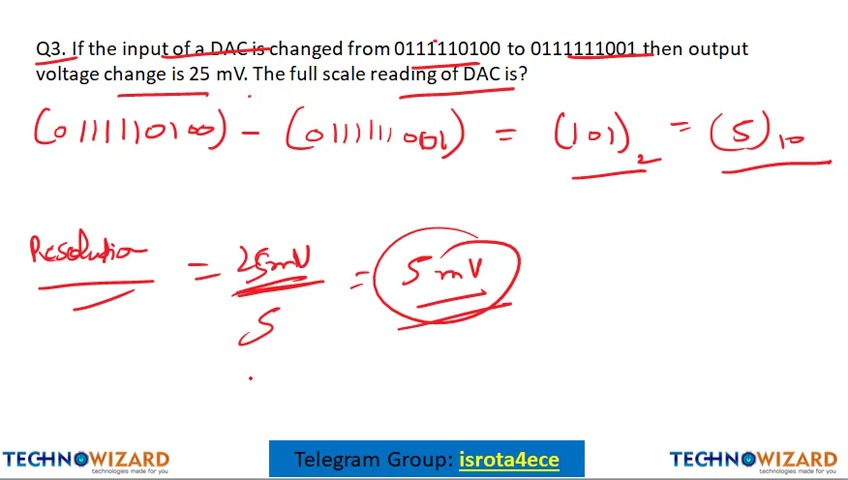 Q3. If the input of a DAC is changed from 0111110100 to 0111111001 then output
voltage change is 25 mV. The full scale reading of DAC is?
(0111110100) - (0111111001) = (101)2 = (5)10
Resolution = 25mV / 5 = 5mV
TECHNOWIZARD
technologies made for you
Telegram Group: isrota4ece
TECHNOWIZARD
technologies made for you